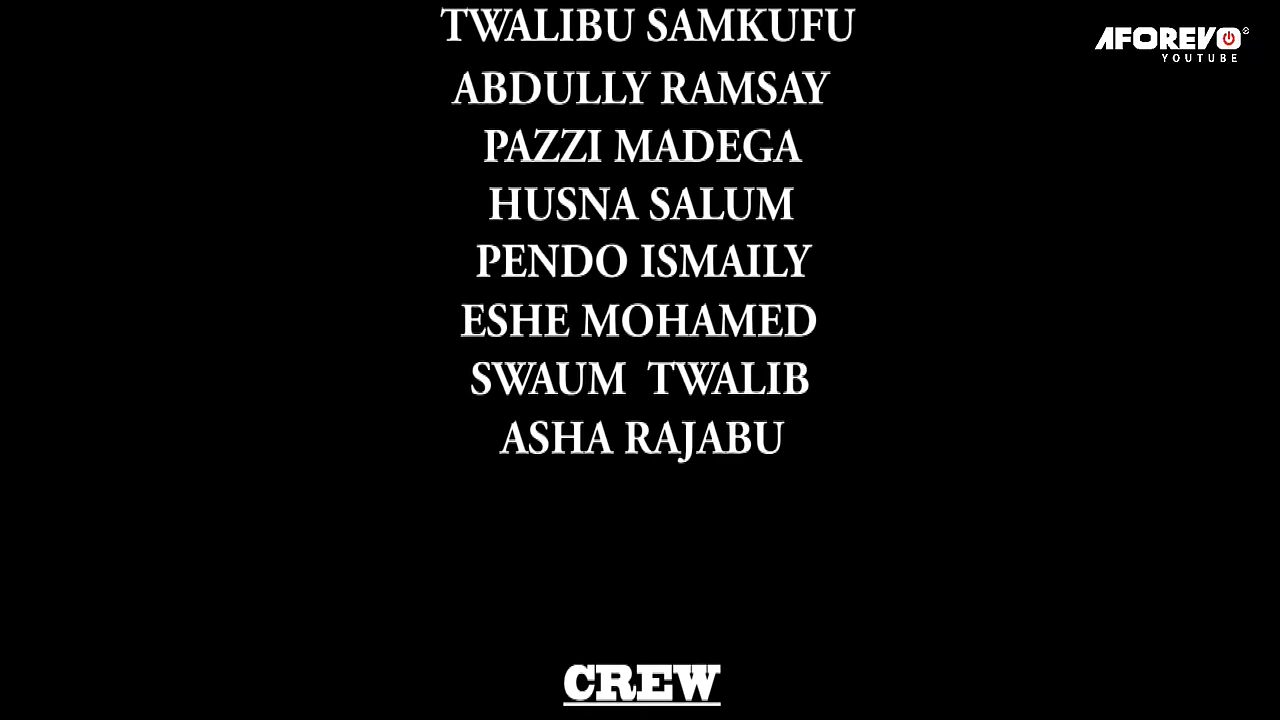 TWALIBU SAMKUFU
AFOREVO®
YOUTUBE
ABDULLY RAMSAY
PAZZI MADEGA
HUSNA SALUM
PENDO ISMAILY
ESHE MOHAMED
SWAUM TWALIB
ASHA RAJABU
CREW